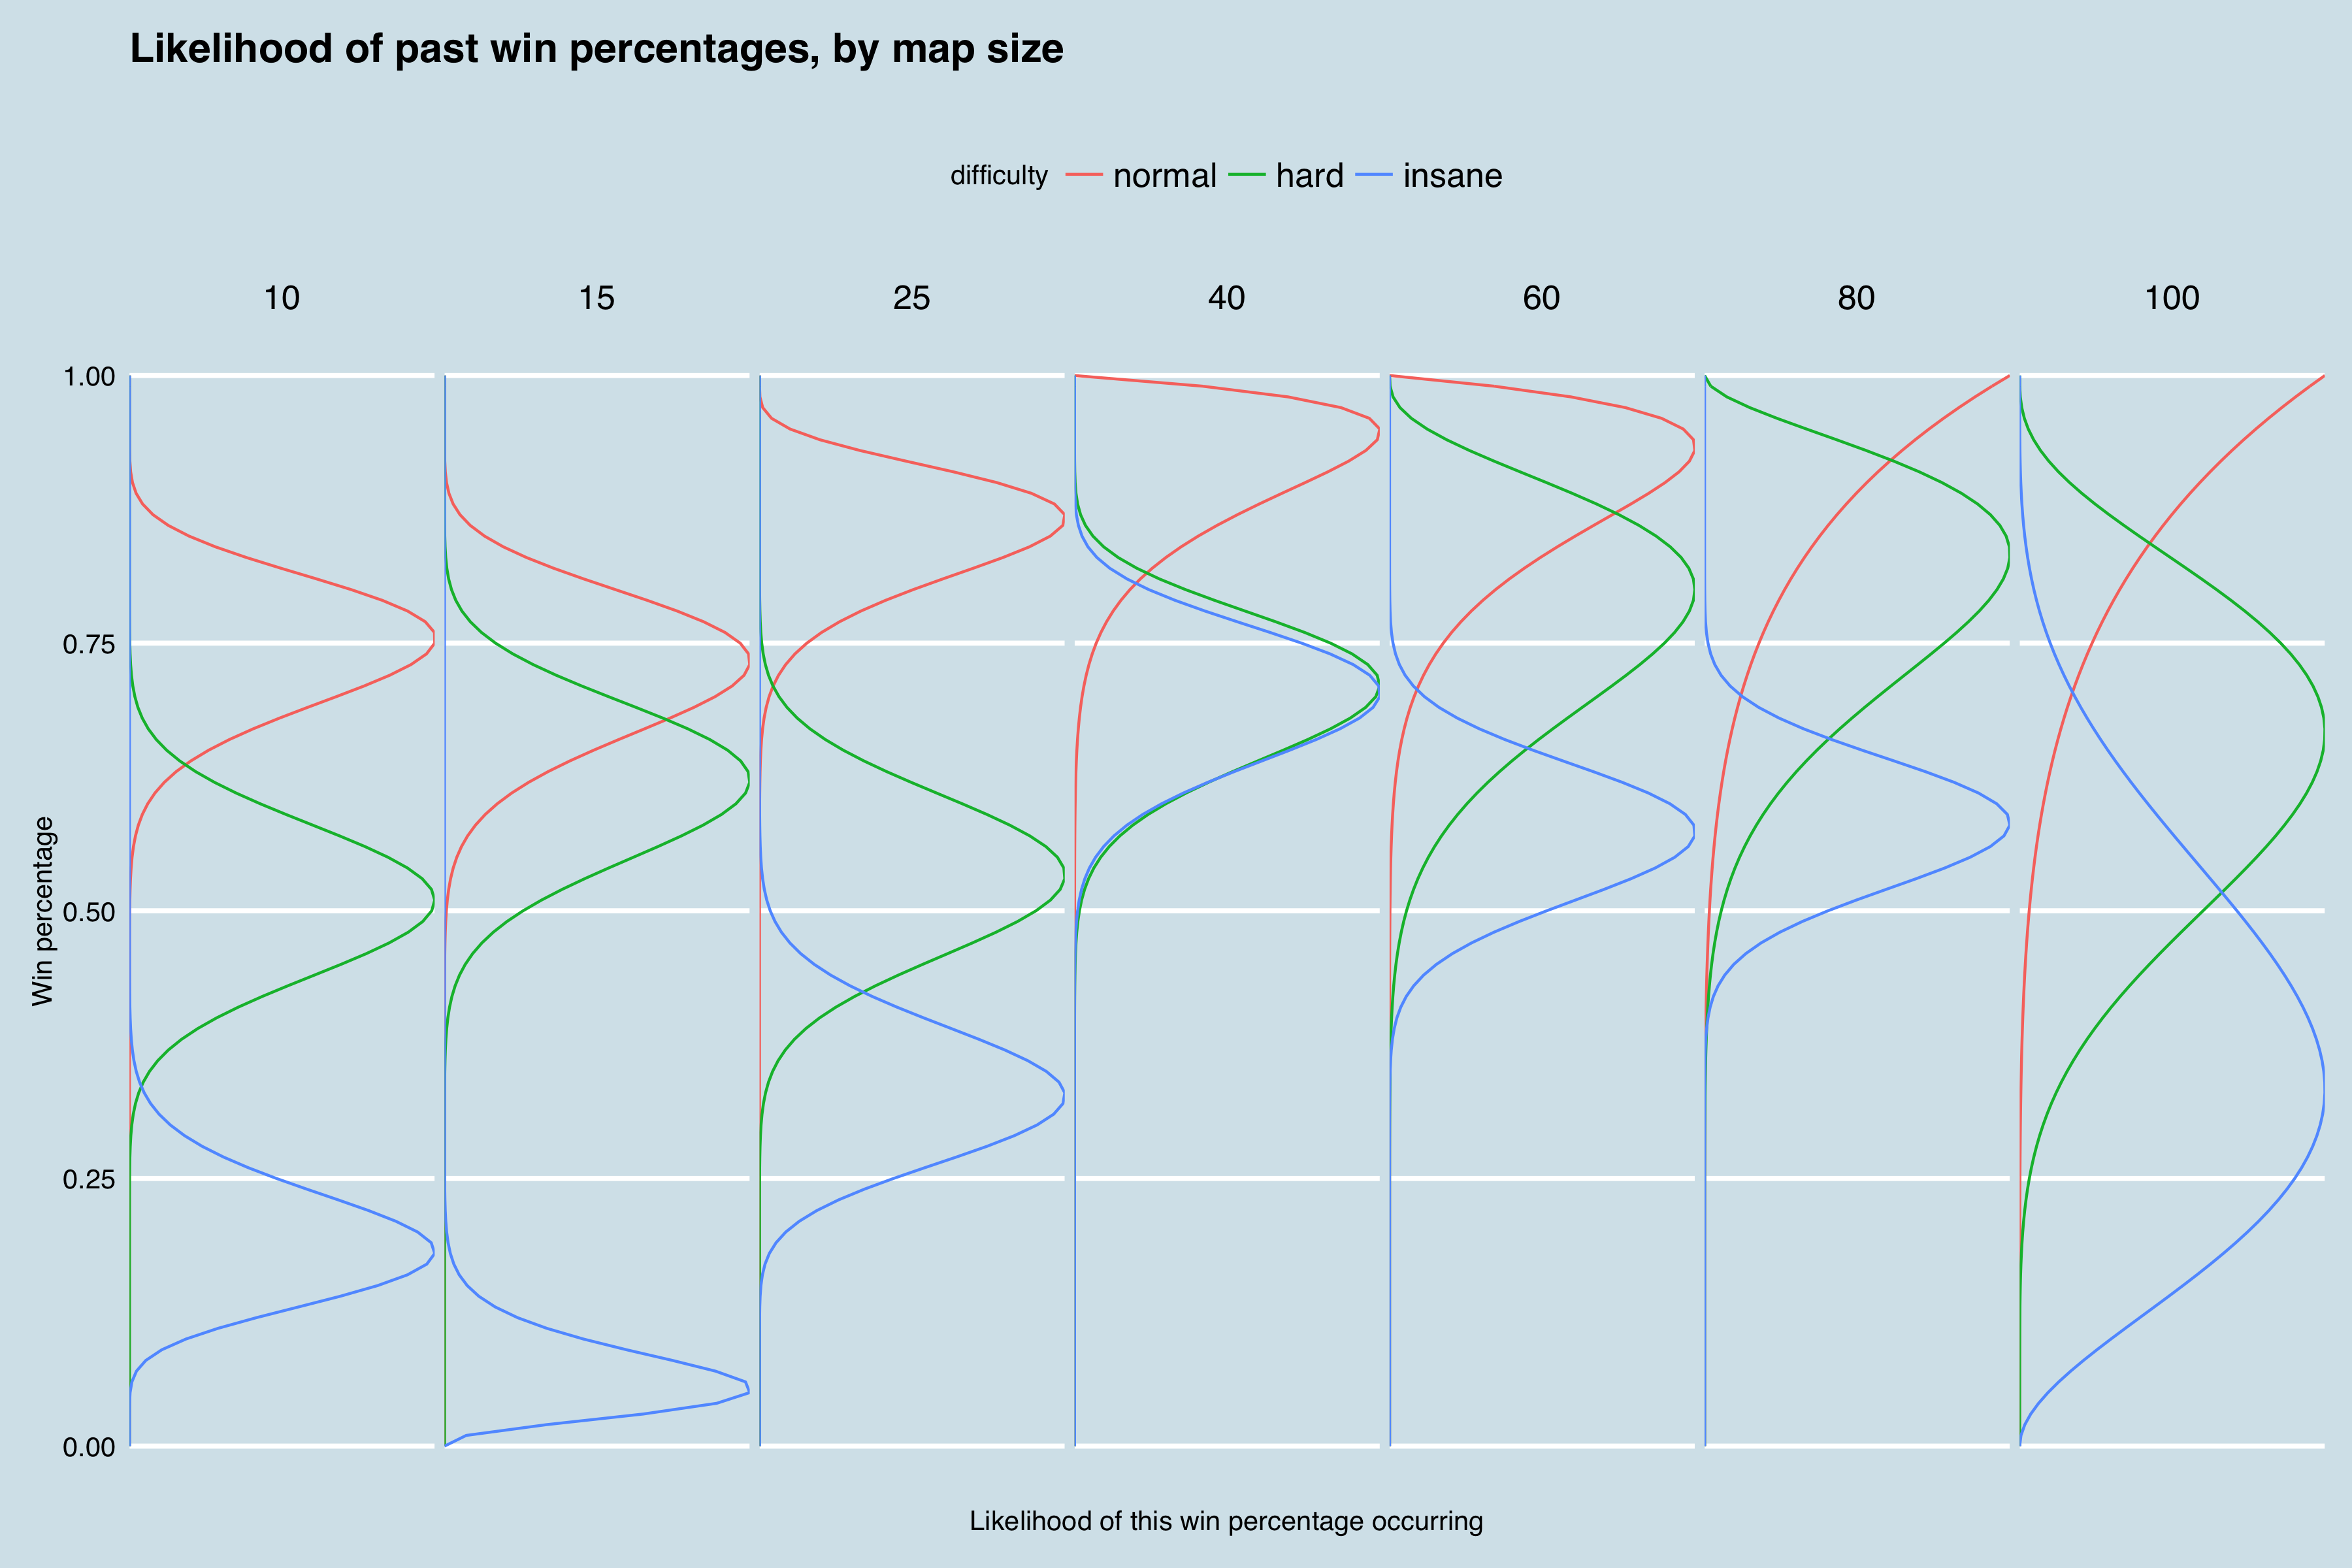 Likelihood of past win percentages, by map size
difficulty normal hard insane
10 15 25 40 60 80 100
1.00
0.75
0.50
0.25
0.00
Win percentage
Likelihood of this win percentage occurring